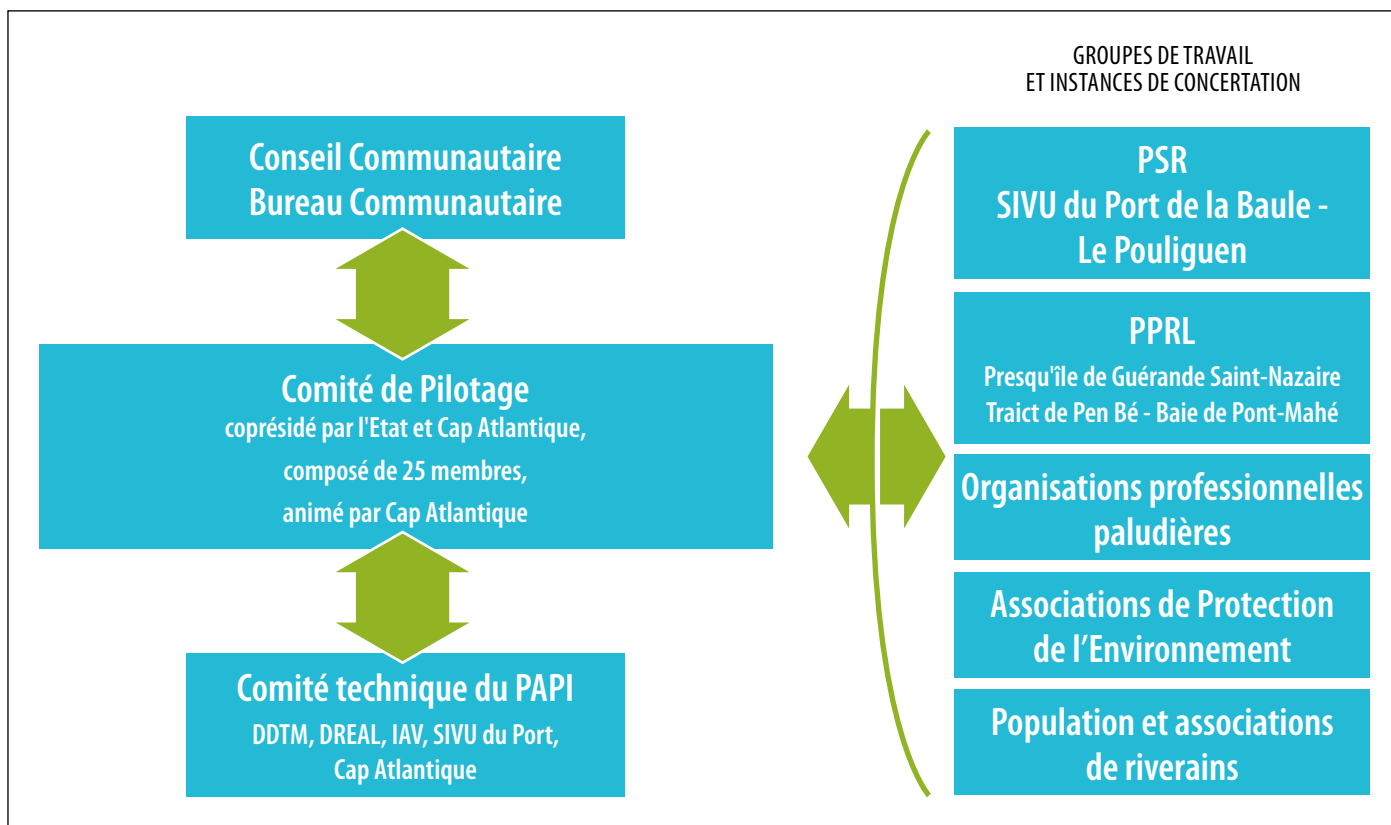 Conseil Communautaire
Bureau Communautaire
Comité de Pilotage
coprésidé par l'Etat et Cap Atlantique,
composé de 25 membres,
animé par Cap Atlantique
Comité technique du PAPI
DDTM, DREAL, IAV, SIVU du Port,
Cap Atlantique
GROUPES DE TRAVAIL
ET INSTANCES DE CONCERTATION
PSR
SIVU du Port de la Baule -
Le Pouliguen
PPRL
Presqu'île de Guérande Saint-Nazaire
Traict de Pen Bé - Baie de Pont-Mahé
Organisations professionnelles
paludières
Associations de Protection
de l’Environnement
Population et associations
de riverains